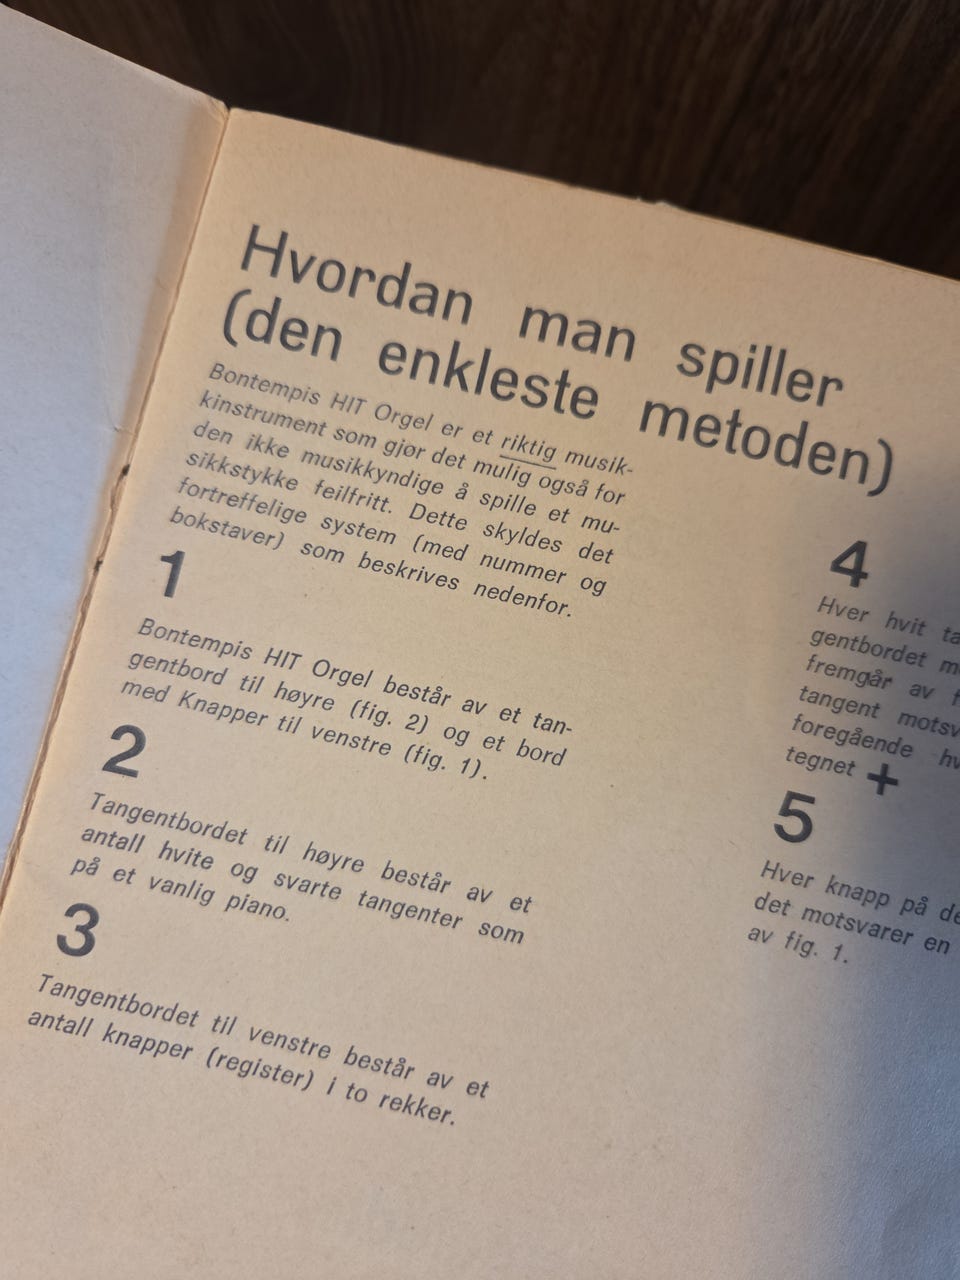 Hvordan man spiller
(den enkleste metoden)
Bontempis HIT Orgel er et riktig musik-
kinstrument som gjør det mulig også for
den ikke musikkyndige å spille et mu-
sikkstykke feilfritt. Dette skyldes det
fortreffelige system (med nummer og
bokstaver) som beskrives nedenfor.
1
Bontempis HIT Orgel består av et tan-
gentbord til høyre (fig. 2) og et bord
med Knapper til venstre (fig. 1).
2
Tangentbordet til høyre består av et
antall hvite og svarte tangenter som
på et vanlig piano.
3
Tangentbordet til venstre består av et
antall knapper (register) i to rekker.
4
Hver hvit
gentbordet
fremgår av
tangent
foregående
tegnet +
5
Hver knapp på
det motsvarer en
av fig. 1.